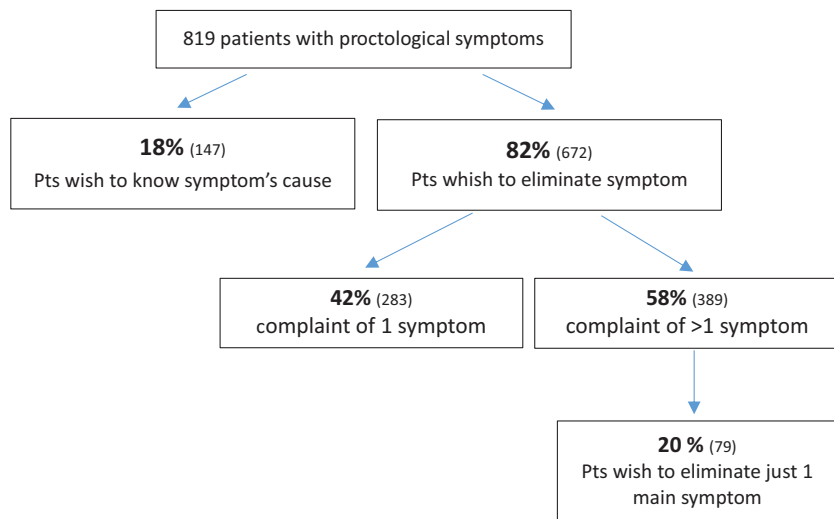 819 patients with proctological symptoms
18% (147)
Pts wish to know symptom's cause
82% (672)
Pts whish to eliminate symptom
42% (283)
complaint of 1 symptom
58% (389)
complaint of >1 symptom
20 % (79)
Pts wish to eliminate just 1
main symptom